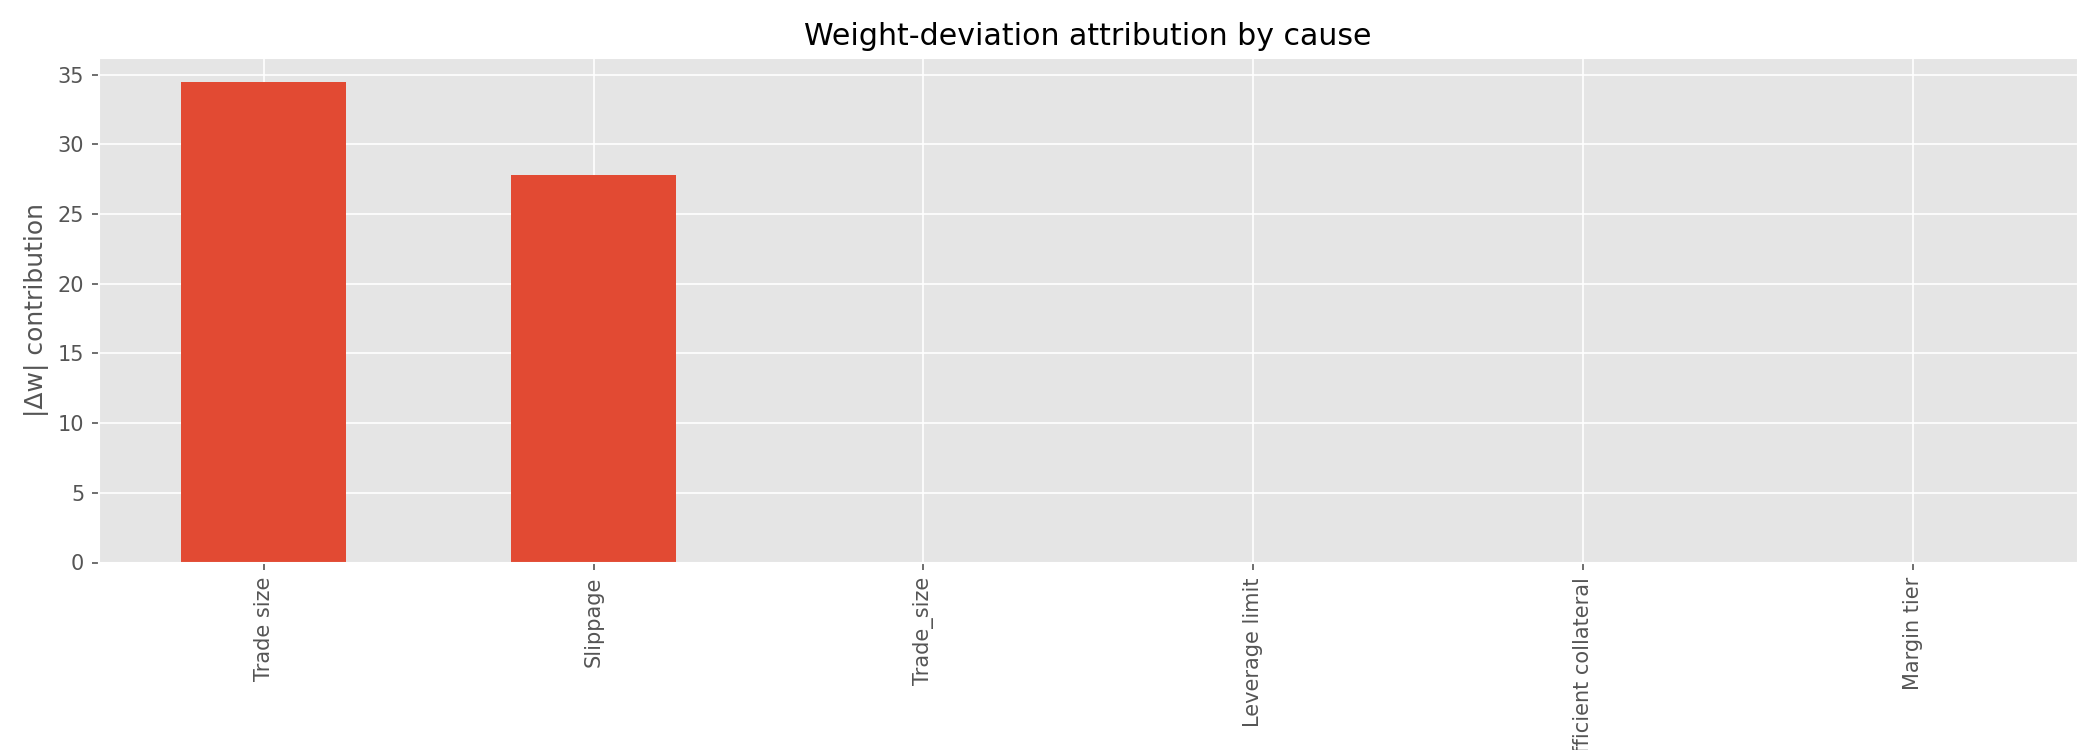 Weight-deviation attribution by cause
|Δw| contribution
35
30
25
20
15
10
5
0
Trade size
Slippage
Trade_size
Leverage limit
collateral
Margin tier